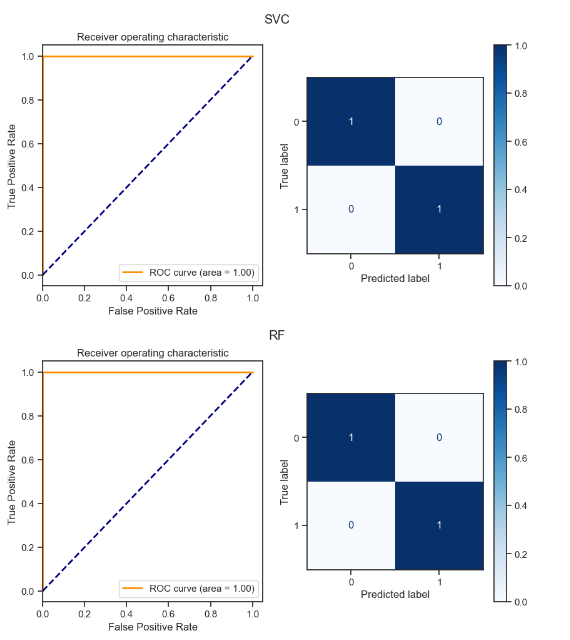 SVC
Receiver operating characteristic
1.0
0.8
0.6
0.4
0.2
0.0
True Positive Rate
0.0 0.2 0.4 0.6 0.8 1.0
False Positive Rate
ROC curve (area = 1.00)
True label
0
1
1 0
0 1
0 1
Predicted label
1.0
0.8
0.6
0.4
0.2
0.0
RF
Receiver operating characteristic
1.0
0.8
0.6
0.4
0.2
0.0
True Positive Rate
0.0 0.2 0.4 0.6 0.8 1.0
False Positive Rate
ROC curve (area = 1.00)
True label
0
1
1 0
0 1
0 1
Predicted label
1.0
0.8
0.6
0.4
0.2
0.0